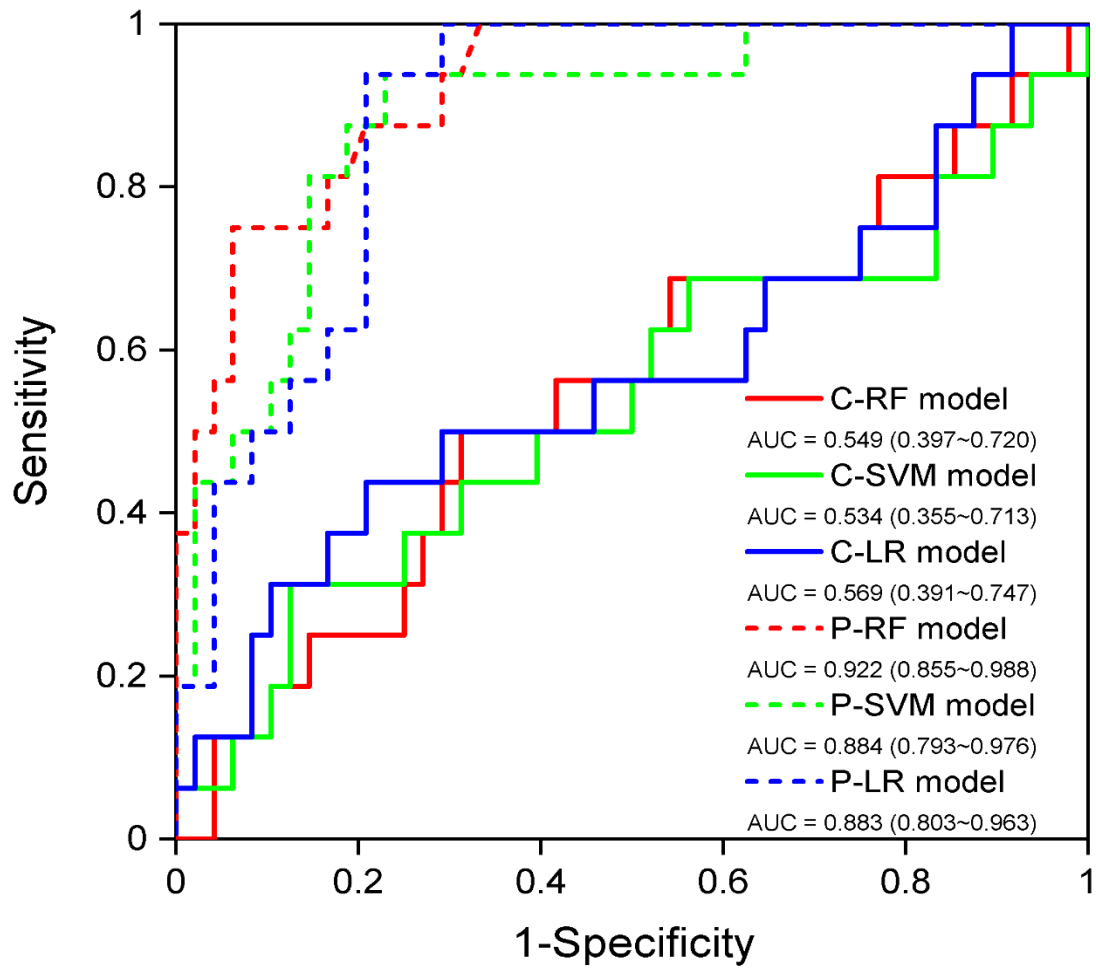 1
0.8
0.6
0.4
0.2
0
Sensitivity
C-RF model
AUC = 0.549 (0.397~0.720)
C-SVM model
AUC = 0.534 (0.355~0.713)
C-LR model
AUC = 0.569 (0.391~0.747)
P-RF model
AUC = 0.922 (0.855~0.988)
P-SVM model
AUC = 0.884 (0.793~0.976)
P-LR model
AUC = 0.883 (0.803~0.963)
0 0.2 0.4 0.6 0.8 1
1-Specificity